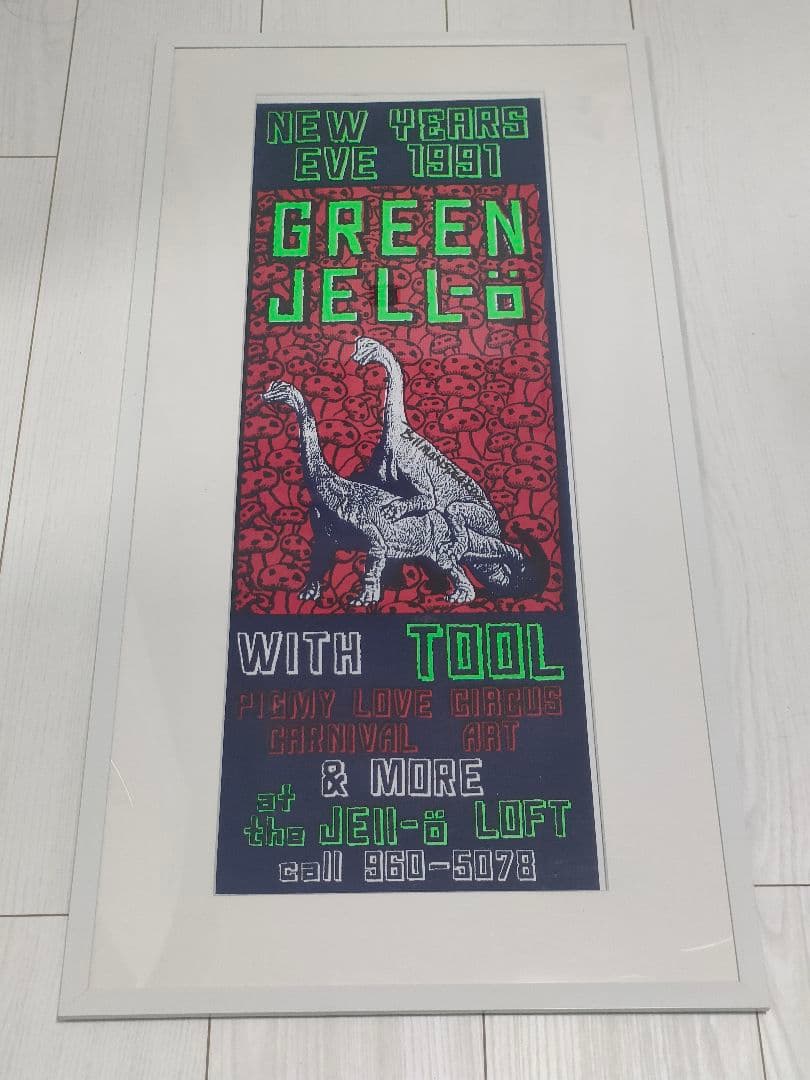 NEW YEARS
EVE 1991
GREEN
JELL-ö
WITH TOOL
PIGMY LOVE CIRCUS
CARNIVAL ART
& MORE
at
the JEll-ö LOFT
call 960-5078